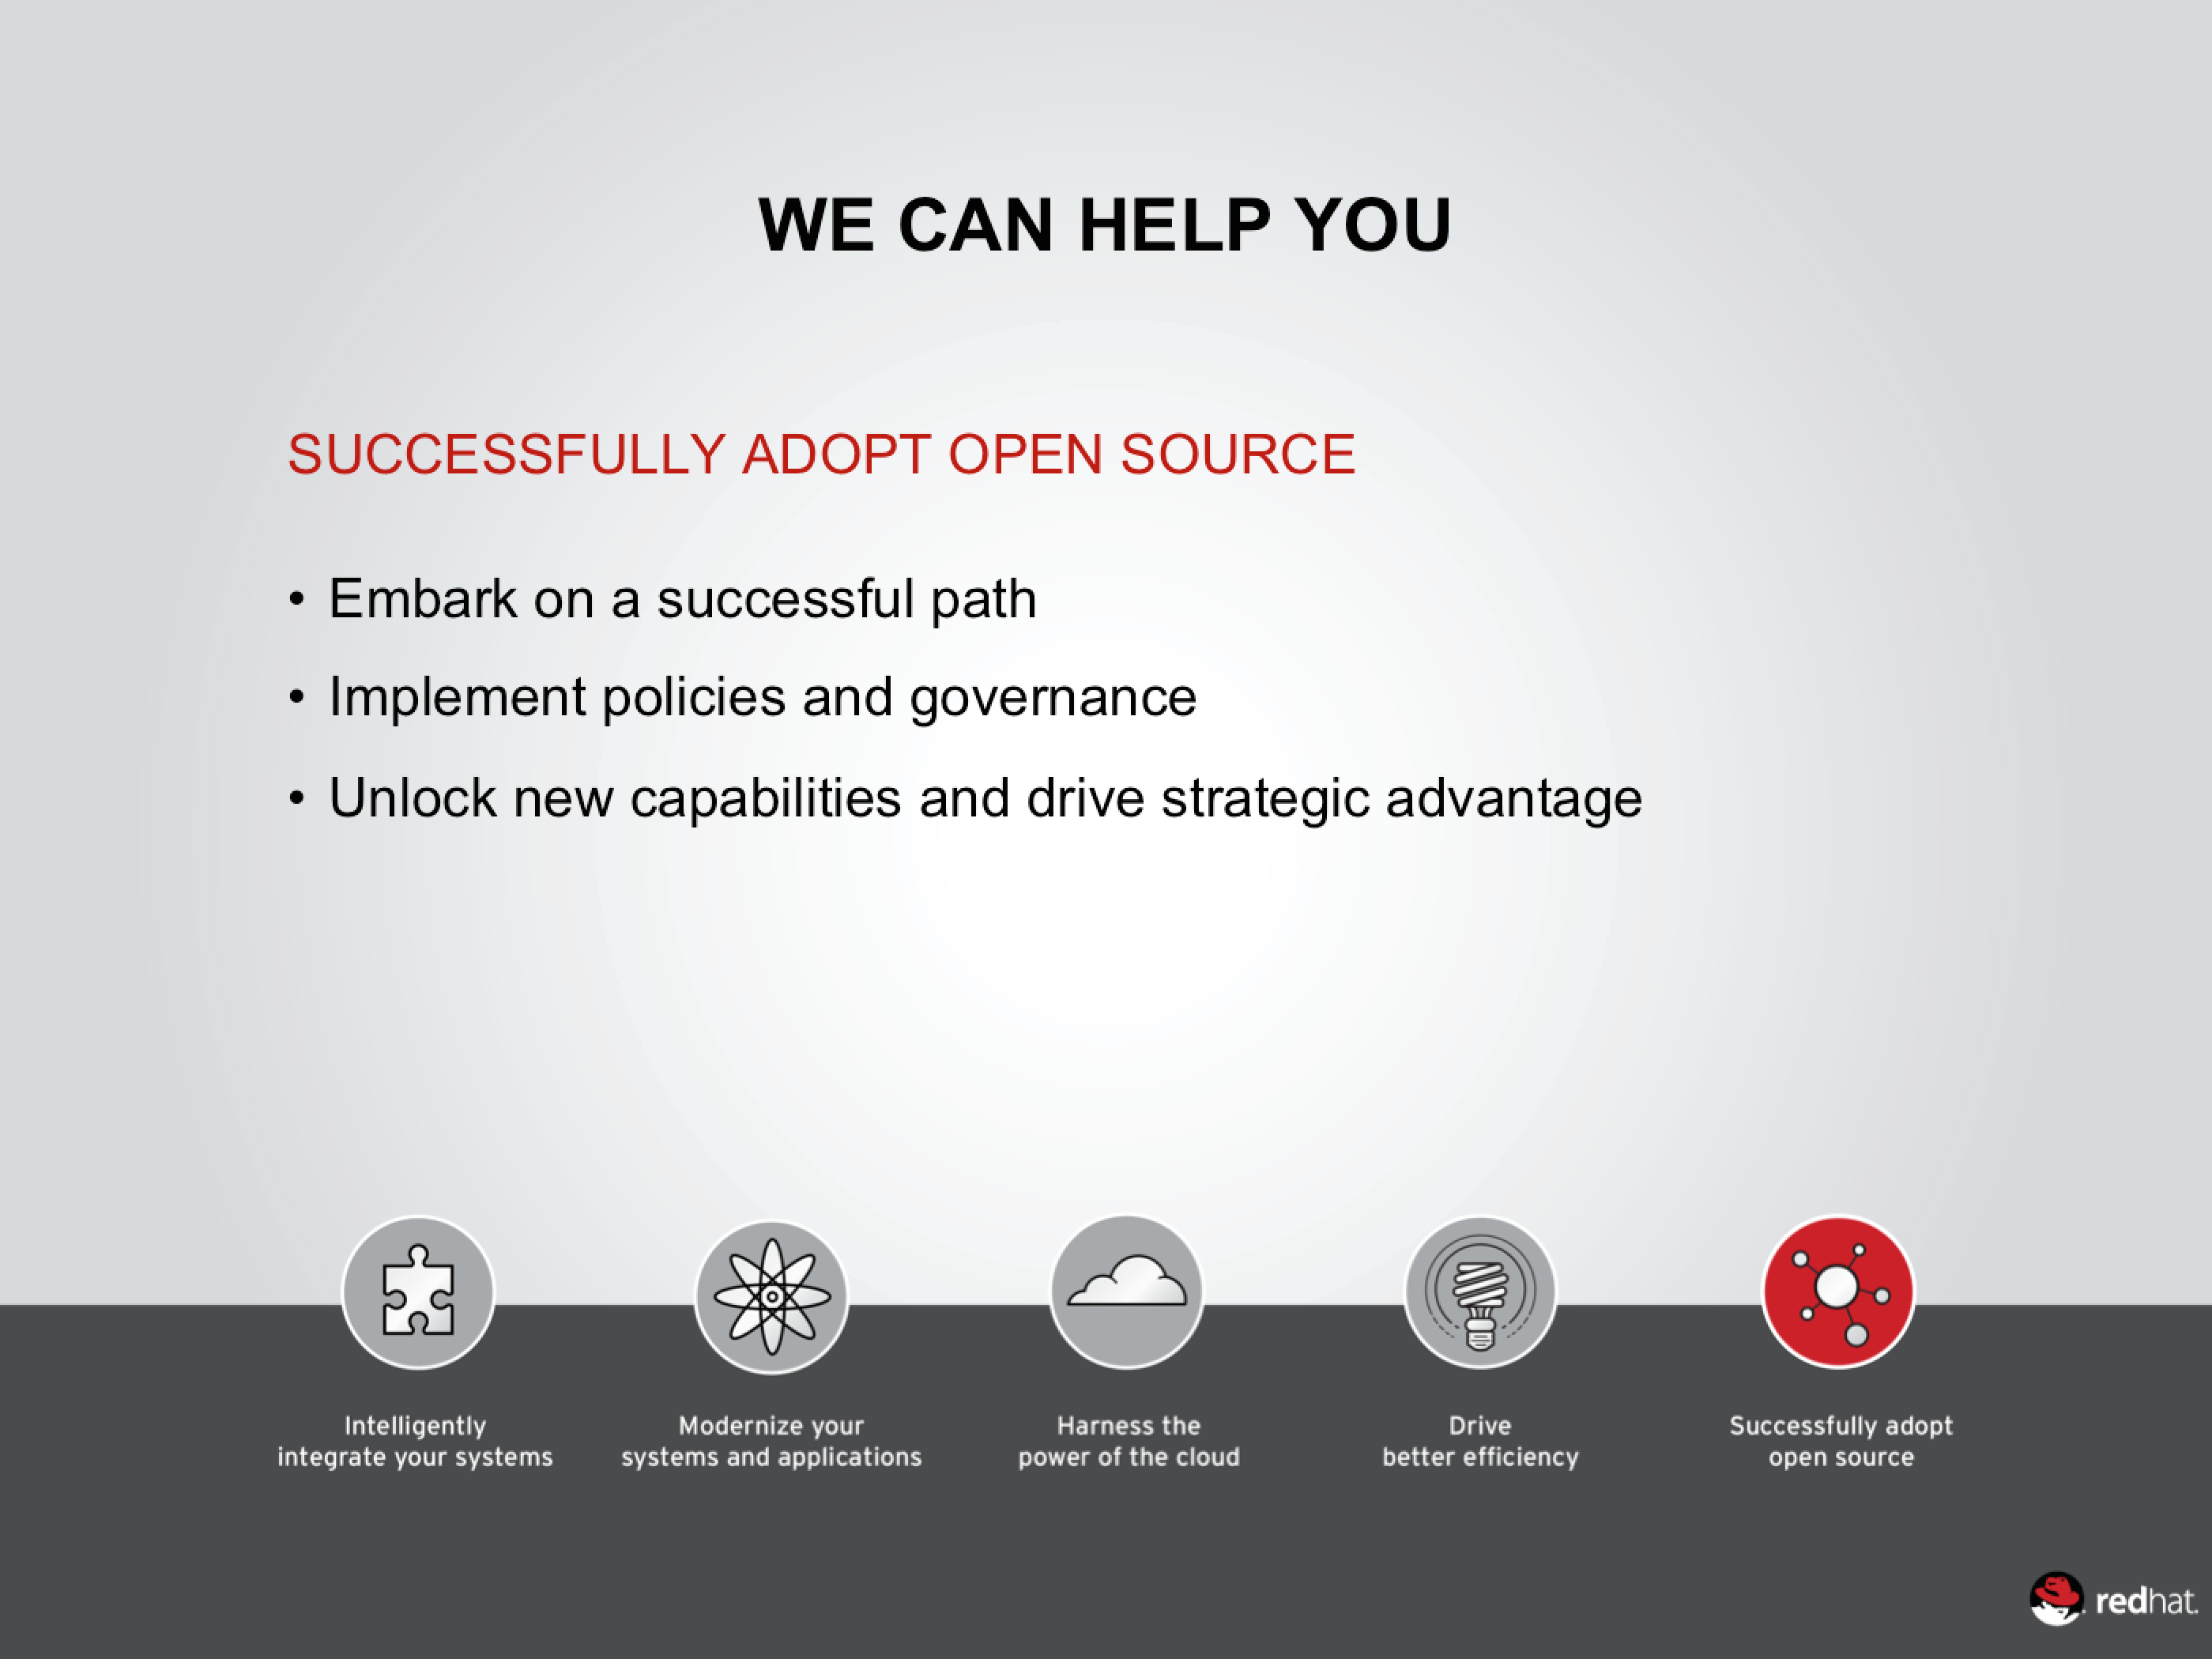 WE CAN HELP YOU
SUCCESSFULLY ADOPT OPEN SOURCE
• Embark on a successful path
• Implement policies and governance
• Unlock new capabilities and drive strategic advantage
Intelligently
integrate your systems
Modernize your
systems and applications
Harness the
power of the cloud
Drive
better efficiency
Successfully adopt
open source
redhat.